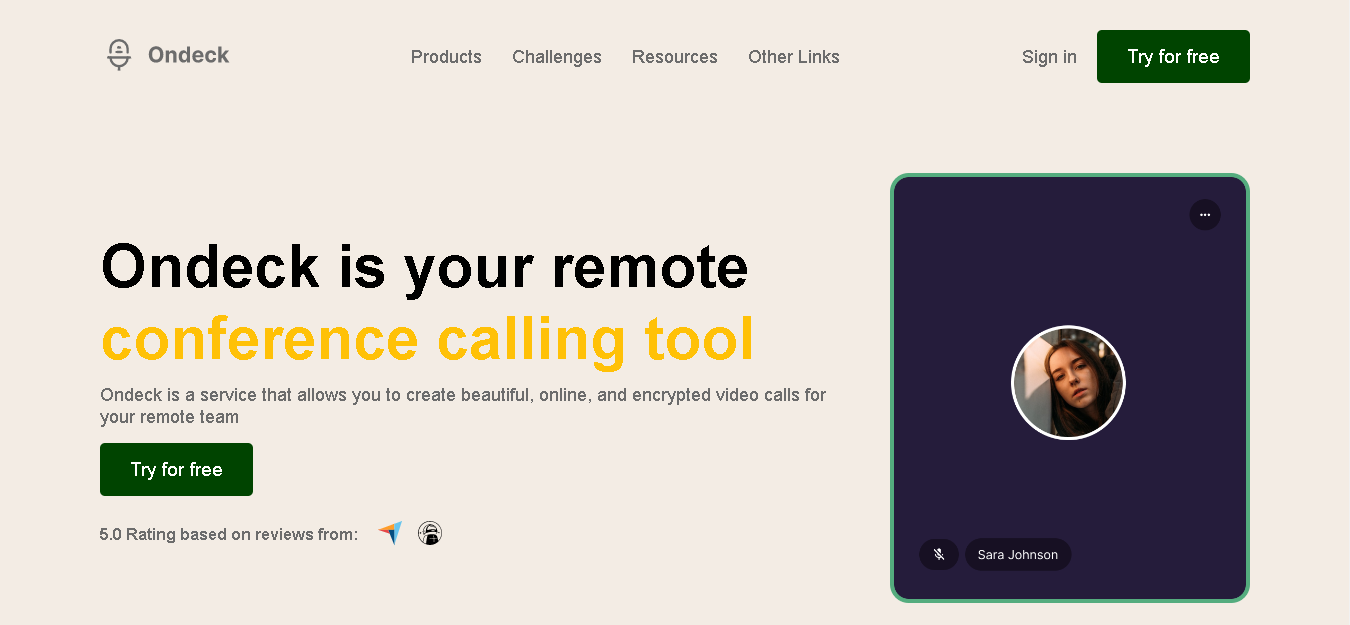 Ondeck
Products
Challenges
Resources
Other Links
Sign in
Try for free
Ondeck is your remote
conference calling tool
Ondeck is a service that allows you to create beautiful, online, and encrypted video calls for
your remote team
Try for free
5.0 Rating based on reviews from:
Sara Johnson